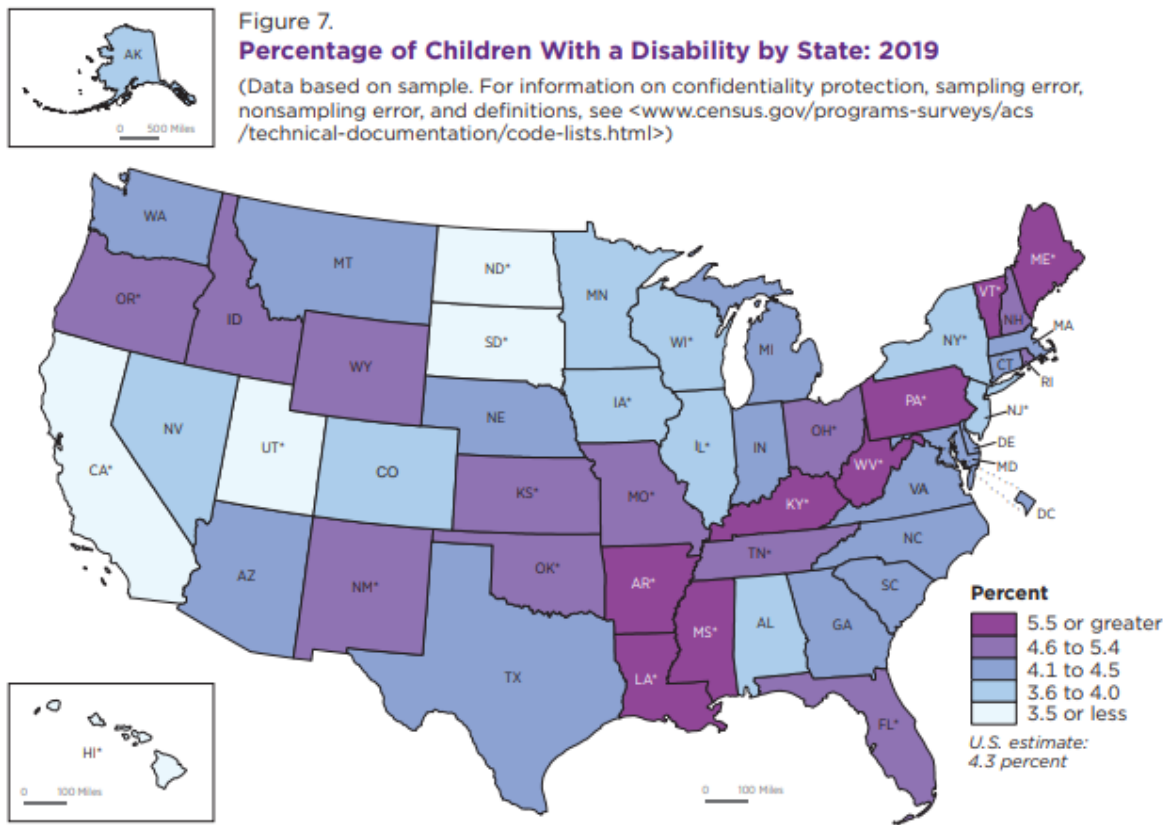 Figure 7.
Percentage of Children With a Disability by State: 2019
(Data based on sample. For information on confidentiality protection, sampling error,
nonsampling error, and definitions, see <www.census.gov/programs-surveys/acs
/technical-documentation/code-lists.html>)
AK
0 500 Miles
WA
MT
ND*
MN
ME*
VT*
NH
OR*
ID
WY
SD*
WI*
MI
NY*
MA
CT
RI
NV
UT*
CO
NE
IA*
IL*
IN
OH*
PA*
NJ*
DE
MD
DC
CA*
KS*
MO*
KY*
WV*
VA
AZ
NM*
OK*
AR*
TN*
NC
SC
TX
LA*
MS*
AL
GA
FL*
HI*
0 100 Miles
0 100 Miles
Percent
5.5 or greater
4.6 to 5.4
4.1 to 4.5
3.6 to 4.0
3.5 or less
U.S. estimate:
4.3 percent